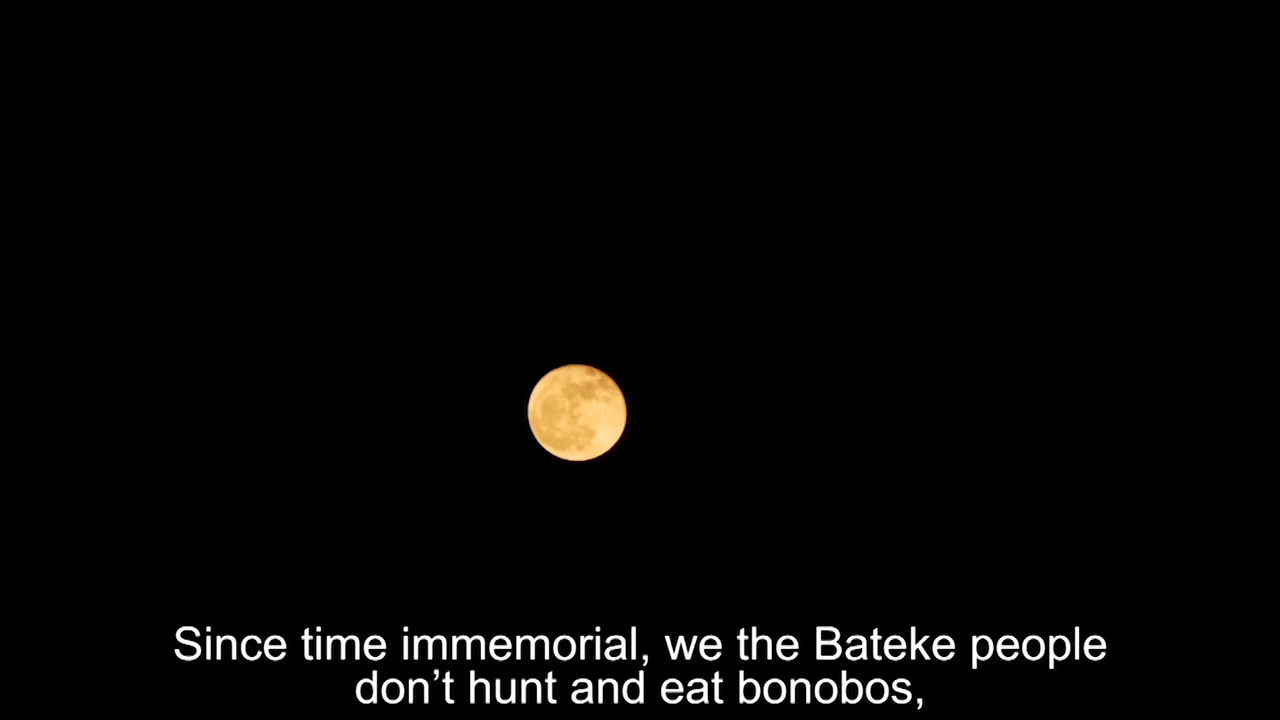 Since time immemorial, we the Bateke people
don’t hunt and eat bonobos,